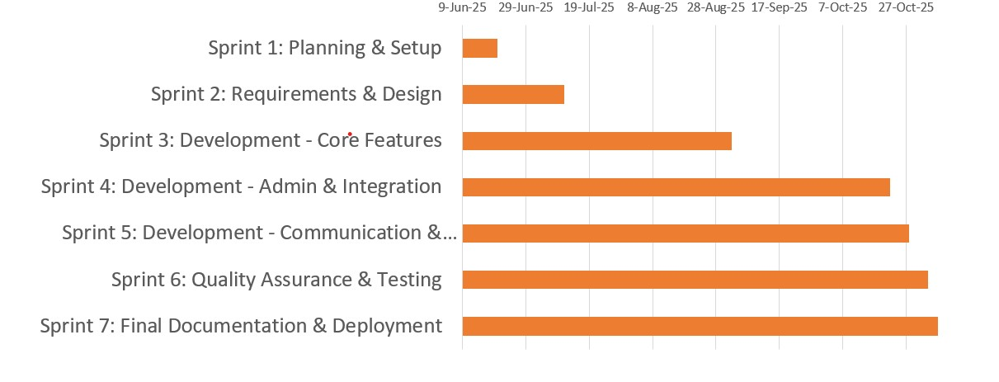 9-Jun-25 29-Jun-25 19-Jul-25 8-Aug-25 28-Aug-25 17-Sep-25 7-Oct-25 27-Oct-25
Sprint 1: Planning & Setup
Sprint 2: Requirements & Design
Sprint 3: Development - Core Features
Sprint 4: Development - Admin & Integration
Sprint 5: Development - Communication &...
Sprint 6: Quality Assurance & Testing
Sprint 7: Final Documentation & Deployment